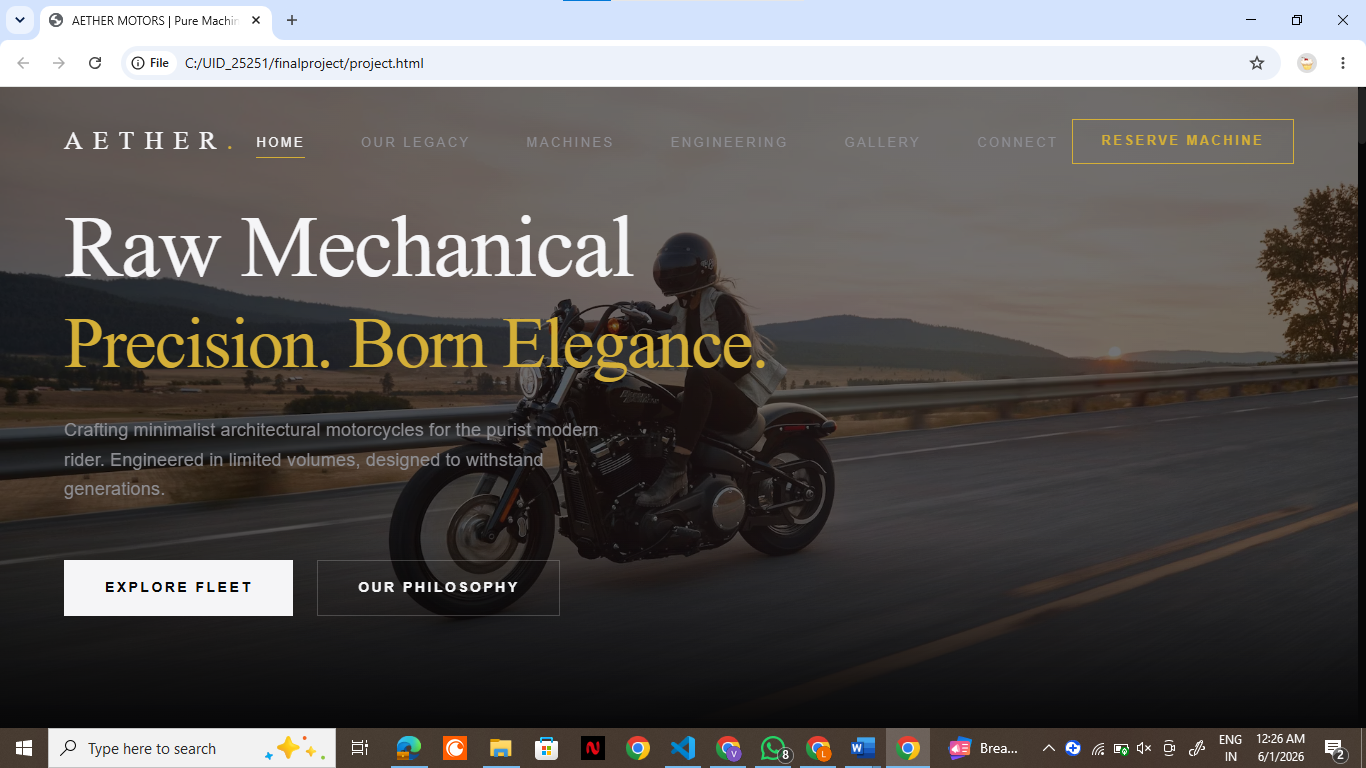 AETHER MOTORS | Pure Machin
File
C:/UID_25251/finalproject/project.html
AETHER.
HOME
OUR LEGACY
MACHINES
ENGINEERING
GALLERY
CONNECT
RESERVE MACHINE
Raw Mechanical
Precision. Born Elegance.
Crafting minimalist architectural motorcycles for the purist modern
rider. Engineered in limited volumes, designed to withstand
generations.
EXPLORE FLEET
OUR PHILOSOPHY
Type here to search
V
8
L
Brea...
ENG
IN
12:26 AM
6/1/2026
2